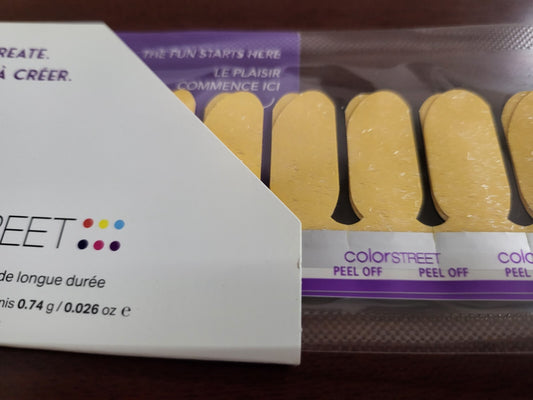 REATE.
À CRÉER.
THE FUN STARTS HERE
LE PLAISIR
COMMENCE ICI
REET
de longue durée
nis 0.74 g / 0.026 oz e
colorSTREET
PEEL OFF PEEL OFF
colo
PEEL O